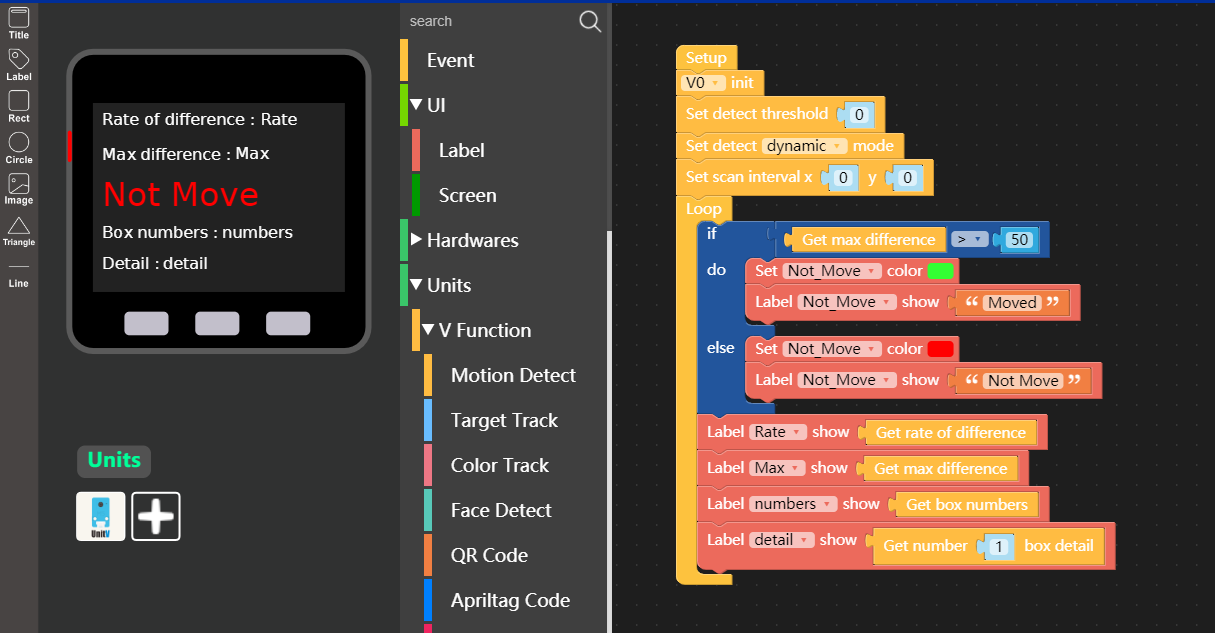 Title
Label
Rect
Circle
Image
Triangle
Line
Rate of difference : Rate
Max difference : Max
Not Move
Box numbers : numbers
Detail : detail
Units
UnitV
search
Event
UI
Label
Screen
Hardwares
Units
V Function
Motion Detect
Target Track
Color Track
Face Detect
QR Code
Apriltag Code
Setup
V0 init
Set detect threshold 0
Set detect dynamic mode
Set scan interval x 0 y 0
Loop
if Get max difference > 50
do Set Not_Move color
Label Not_Move show “ Moved ”
else Set Not_Move color
Label Not_Move show “ Not Move ”
Label Rate show Get rate of difference
Label Max show Get max difference
Label numbers show Get box numbers
Label detail show Get number 1 box detail